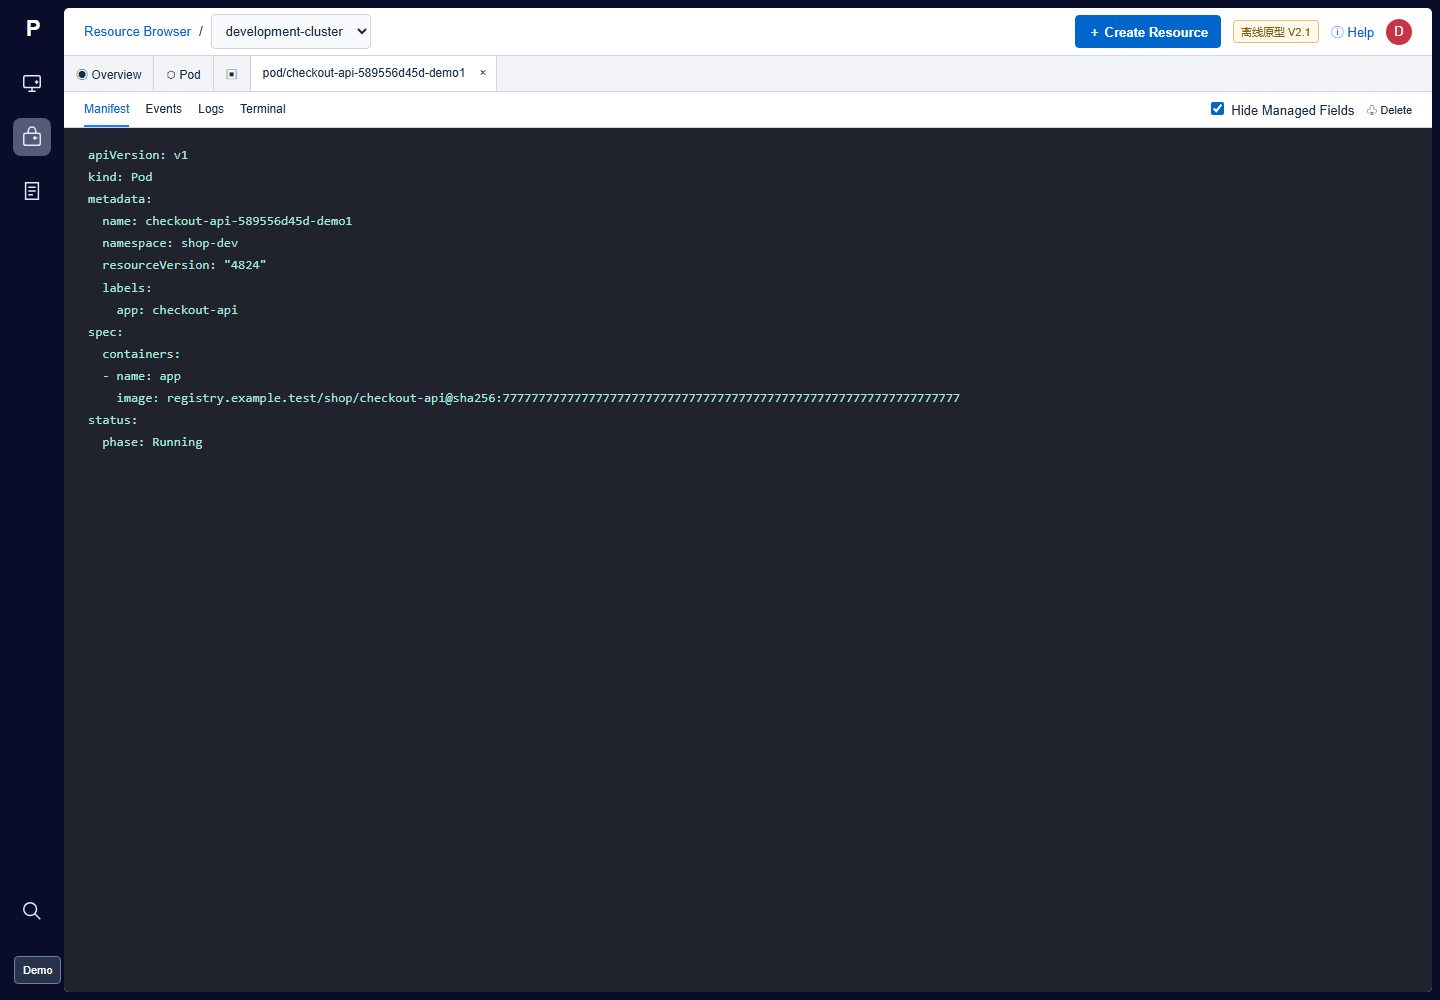 P
Resource Browser / development-cluster + Create Resource 离线原型 V2.1 Help D
Overview Pod pod/checkout-api-589556d45d-demo1 ×
Manifest Events Logs Terminal Hide Managed Fields Delete
apiVersion: v1
kind: Pod
metadata:
  name: checkout-api-589556d45d-demo1
  namespace: shop-dev
  resourceVersion: "4824"
  labels:
    app: checkout-api
spec:
  containers:
  - name: app
    image: registry.example.test/shop/checkout-api@sha256:7777777777777777777777777777777777777777777777777777777777777777
status:
  phase: Running
Demo